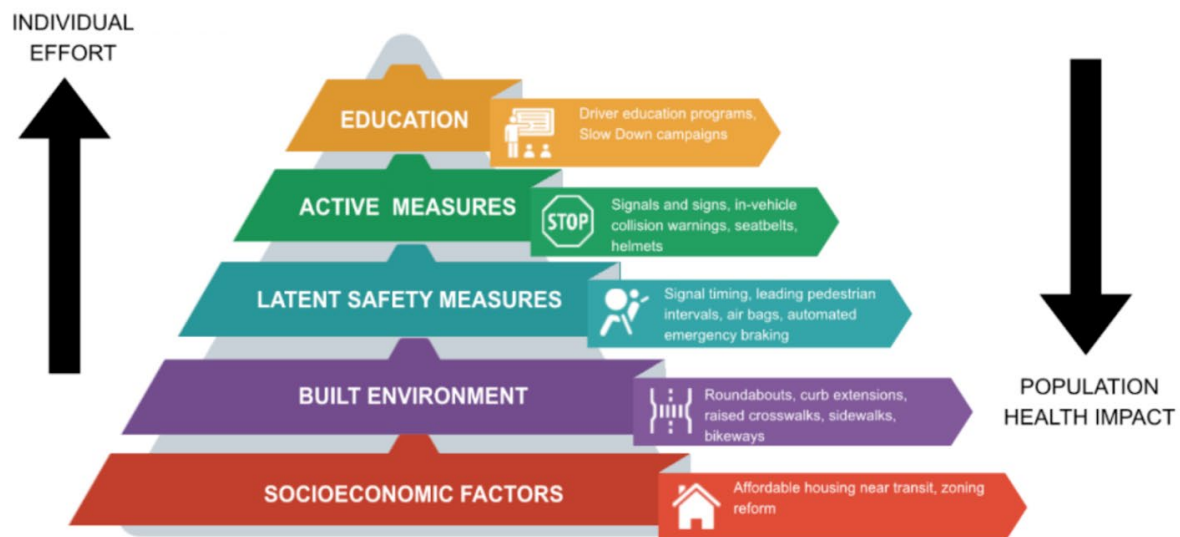 INDIVIDUAL
EFFORT
EDUCATION
Driver education programs,
Slow Down campaigns
ACTIVE MEASURES
STOP
Signals and signs, in-vehicle
collision warnings, seatbelts,
helmets
LATENT SAFETY MEASURES
Signal timing, leading pedestrian
intervals, air bags, automated
emergency braking
BUILT ENVIRONMENT
Roundabouts, curb extensions,
raised crosswalks, sidewalks,
bikeways
SOCIOECONOMIC FACTORS
Affordable housing near transit, zoning
reform
POPULATION
HEALTH IMPACT